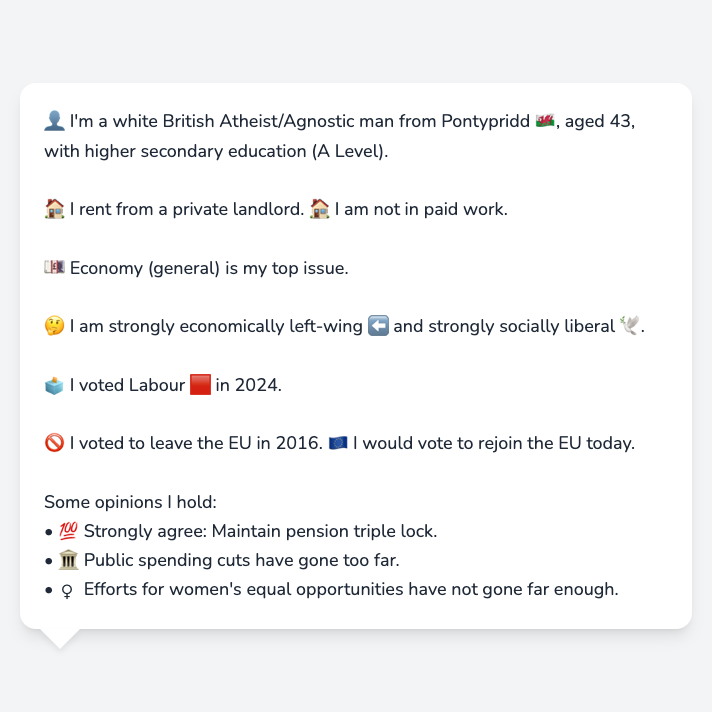 👤 I'm a white British Atheist/Agnostic man from Pontypridd 🏴󠁧󠁢󠁷󠁬󠁳󠁿, aged 43,
with higher secondary education (A Level).
🏠 I rent from a private landlord. 🏠 I am not in paid work.
💷 Economy (general) is my top issue.
🤔 I am strongly economically left-wing ⬅️ and strongly socially liberal 🕊️.
🗳️ I voted Labour 🟥 in 2024.
🚫 I voted to leave the EU in 2016. 🇪🇺 I would vote to rejoin the EU today.
Some opinions I hold:
• 💯 Strongly agree: Maintain pension triple lock.
• 🏛️ Public spending cuts have gone too far.
• ♀ Efforts for women's equal opportunities have not gone far enough.